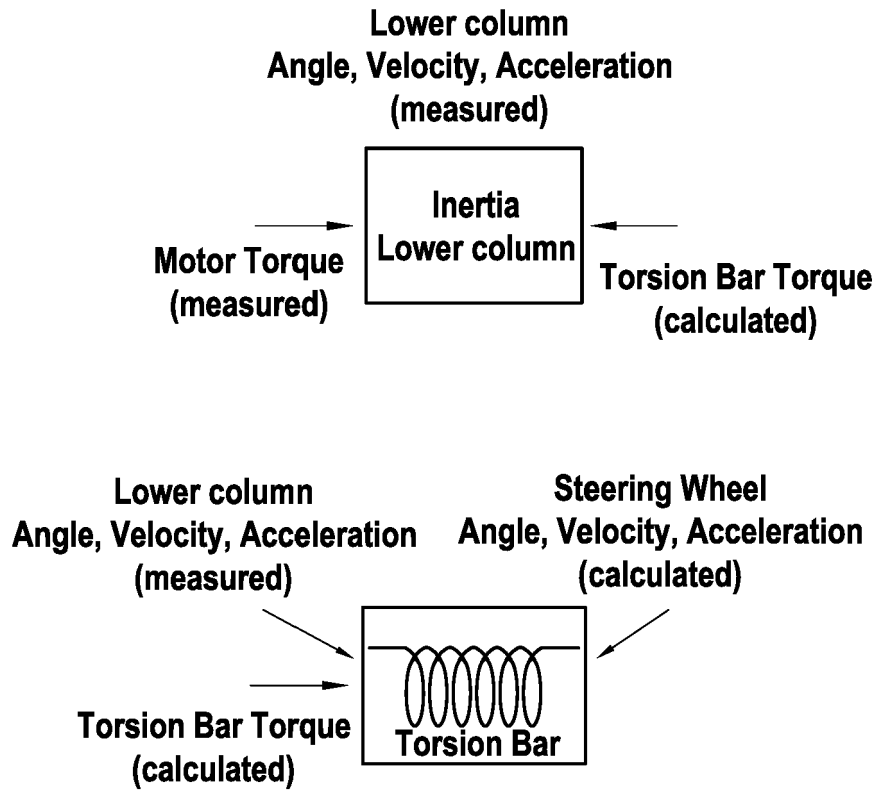 Lower column
Angle, Velocity, Acceleration
(measured)
Inertia
Lower column
Motor Torque
(measured)
Torsion Bar Torque
(calculated)
Lower column
Angle, Velocity, Acceleration
(measured)
Steering Wheel
Angle, Velocity, Acceleration
(calculated)
Torsion Bar Torque
(calculated)
Torsion Bar